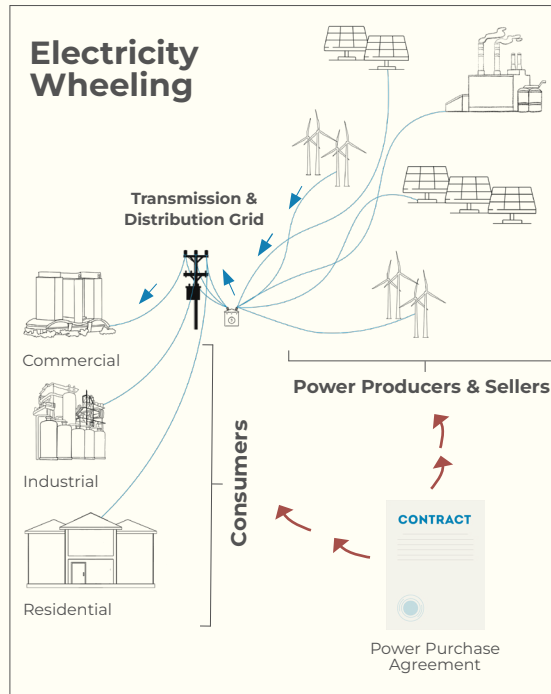 Electricity
Wheeling
Transmission &
Distribution Grid
Commercial
Industrial
Residential
Consumers
Power Producers & Sellers
CONTRACT
Power Purchase
Agreement